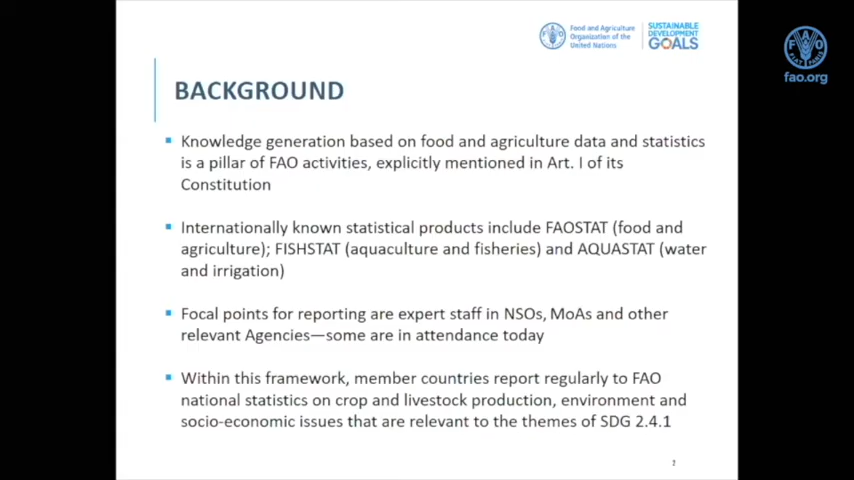 Food and Agriculture
Organization of the
United Nations
SUSTAINABLE
DEVELOPMENT
GOALS
FAO
FIAT PANIS
fao.org
BACKGROUND
▪ Knowledge generation based on food and agriculture data and statistics
is a pillar of FAO activities, explicitly mentioned in Art. I of its
Constitution
▪ Internationally known statistical products include FAOSTAT (food and
agriculture); FISHSTAT (aquaculture and fisheries) and AQUASTAT (water
and irrigation)
▪ Focal points for reporting are expert staff in NSOs, MoAs and other
relevant Agencies—some are in attendance today
▪ Within this framework, member countries report regularly to FAO
national statistics on crop and livestock production, environment and
socio-economic issues that are relevant to the themes of SDG 2.4.1
2